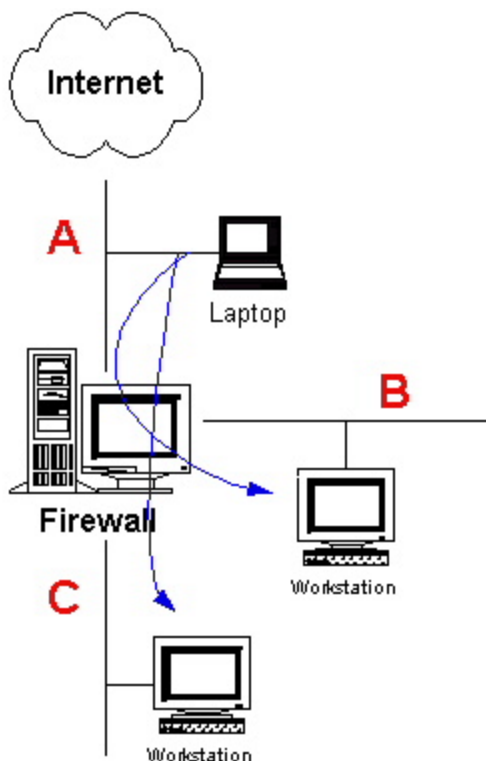 Internet
A
Laptop
B
Firewall
Workstation
C
Workstation